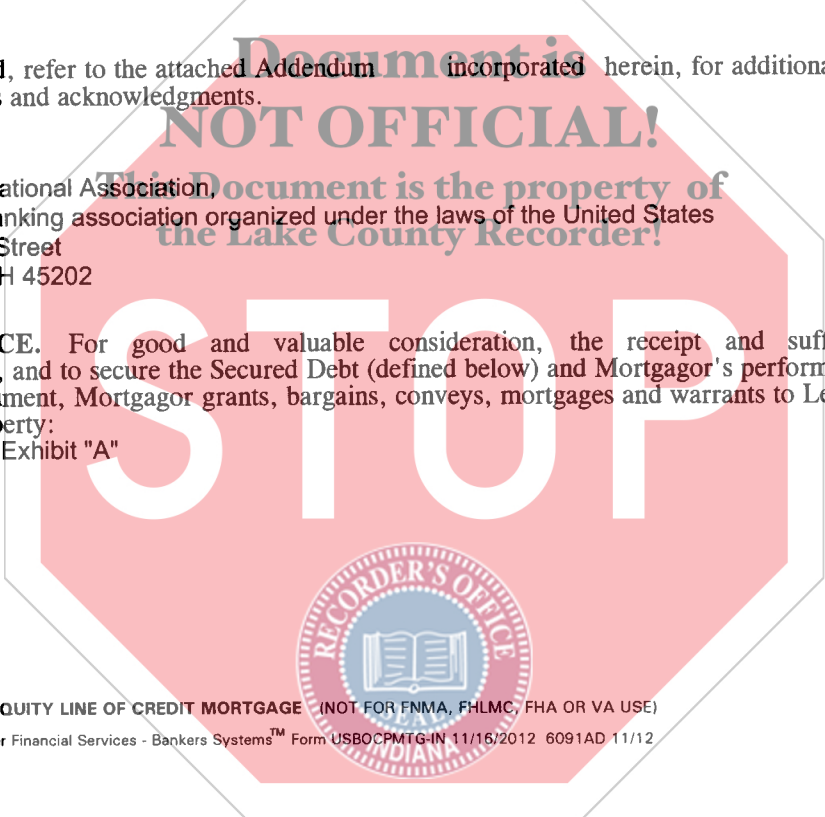 Document is
, refer to the attached Addendum incorporated herein, for additiona
and acknowledgments.
NOT OFFICIAL!
ational Association,
This Document is the property of
nking association organized under the laws of the United States
the Lake County Recorder!
Street
H 45202
STOP
CE. For good and valuable consideration, the receipt and suff
, and to secure the Secured Debt (defined below) and Mortgagor's perform
ment, Mortgagor grants, bargains, conveys, mortgages and warrants to Le
erty:
Exhibit "A"
RECORDER'S OFFICE
SEAL
INDIANA
QUITY LINE OF CREDIT MORTGAGE (NOT FOR FNMA, FHLMC, FHA OR VA USE)
r Financial Services - Bankers Systems™ Form USBOCPMTG-IN 11/16/2012 6091AD 11/12